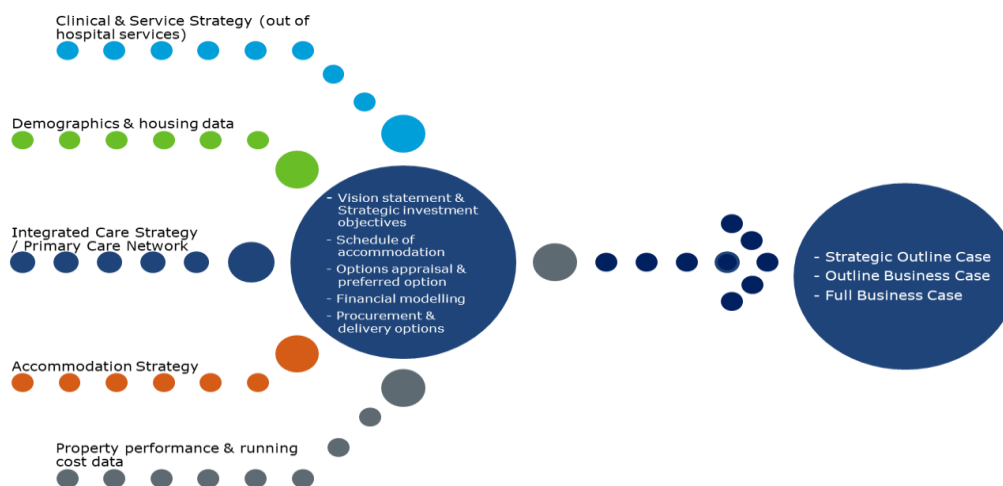 Clinical & Service Strategy (out of
hospital services)
Demographics & housing data
Integrated Care Strategy
/ Primary Care Network
Accommodation Strategy
Property performance & running
cost data
- Vision statement &
Strategic investment
objectives
- Schedule of
accommodation
- Options appraisal &
preferred option
- Financial modelling
- Procurement &
delivery options
- Strategic Outline Case
- Outline Business Case
- Full Business Case